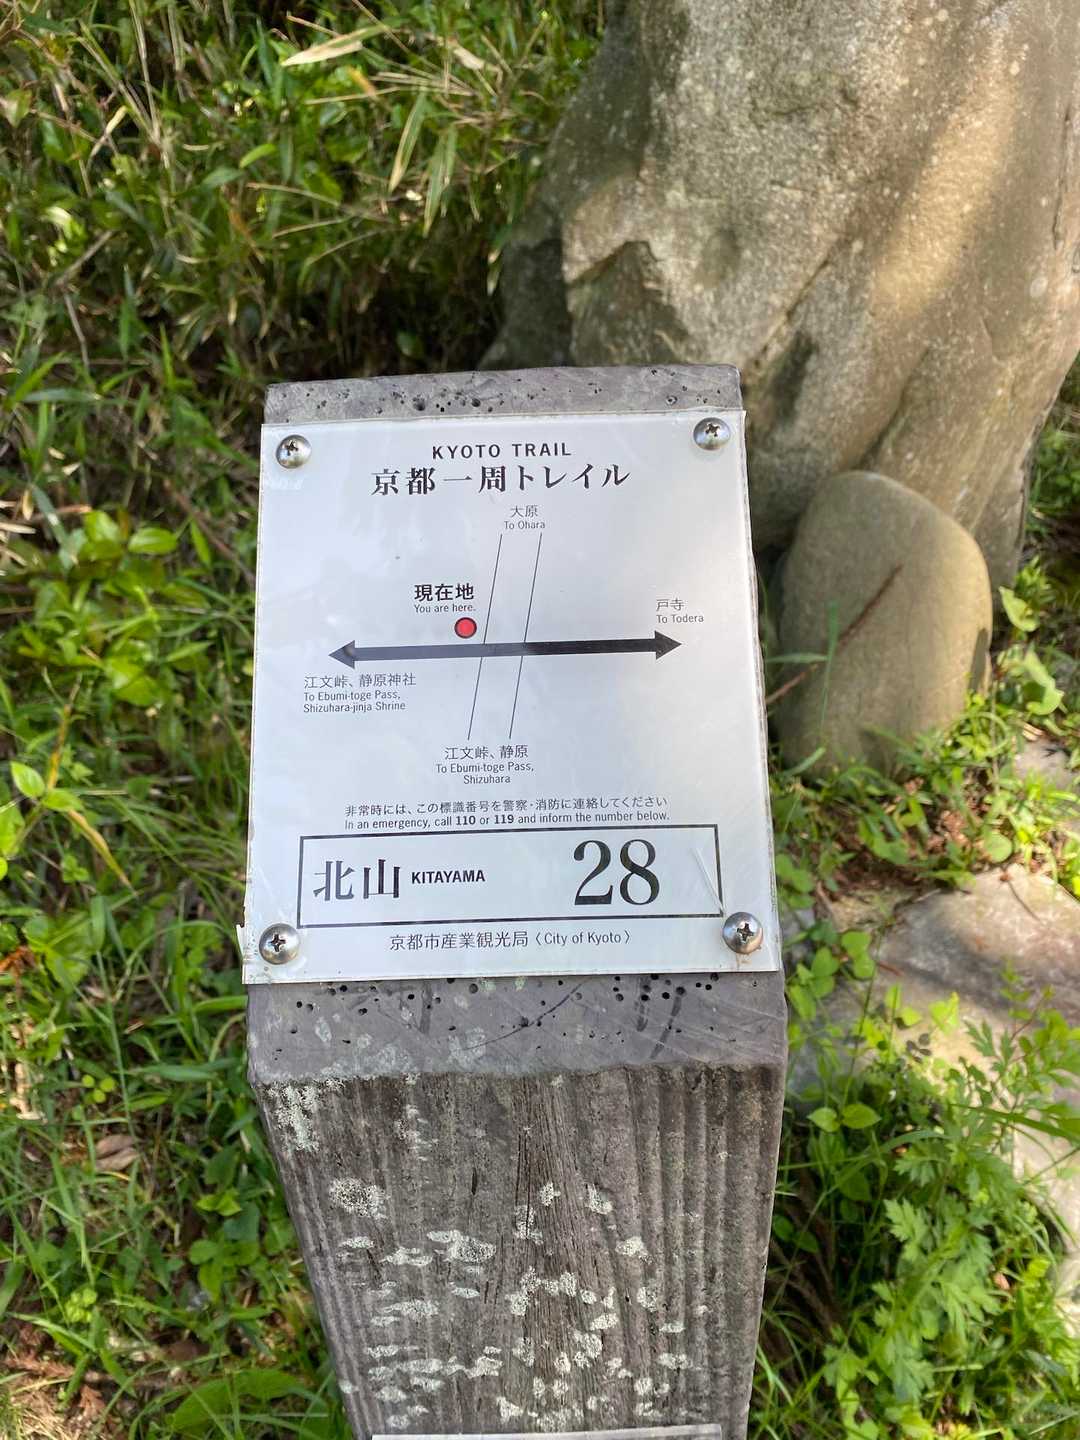 KYOTO TRAIL
京都一周トレイル
大原
To Ohara
現在地
You are here.
戸寺
To Todera
江文峠、静原神社
To Ebumi-toge Pass,
Shizuhara-jinja Shrine
江文峠、静原
To Ebumi-toge Pass,
Shizuhara
非常時には、この標識番号を警察・消防に連絡してください
In an emergency, call 110 or 119 and inform the number below.
北山 KITAYAMA 28
京都市産業観光局〈City of Kyoto〉